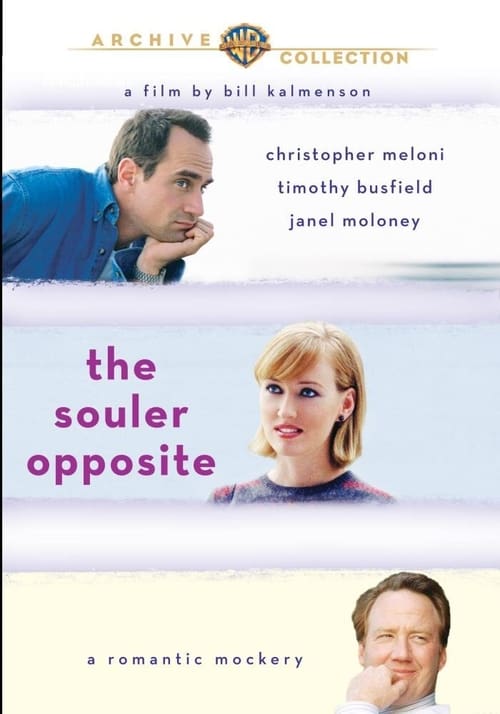 ARCHIVE WB COLLECTION
a film by bill kalmenson
christopher meloni
timothy busfield
janel moloney
the
souler
opposite
a romantic mockery